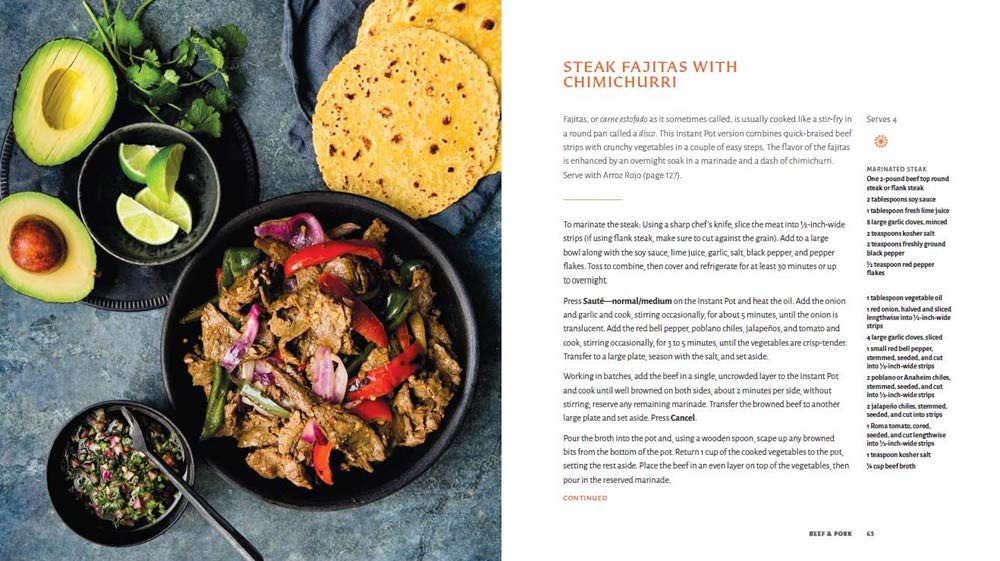 STEAK FAJITAS WITH
CHIMICHURRI
Fajitas, or carne estofado as it sometimes called, is usually cooked like a stir-fry in
a round pan called a disco. This Instant Pot version combines quick-braised beef
strips with crunchy vegetables in a couple of easy steps. The flavor of the fajitas
is enhanced by an overnight soak in a marinade and a dash of chimichurri.
Serve with Arroz Rojo (page 127).
To marinate the steak: Using a sharp chef's knife, slice the meat into ½-inch-wide
strips (if using flank steak, make sure to cut against the grain). Add to a large
bowl along with the soy sauce, lime juice, garlic, salt, black pepper, and pepper
flakes. Toss to combine, then cover and refrigerate for at least 30 minutes or up
to overnight.
Press Sauté—normal/medium on the Instant Pot and heat the oil. Add the onion
and garlic and cook, stirring occasionally, for about 5 minutes, until the onion is
translucent. Add the red bell pepper, poblano chiles, jalapeños, and tomato and
cook, stirring occasionally, for 3 to 5 minutes, until the vegetables are crisp-tender.
Transfer to a large plate, season with the salt, and set aside.
Working in batches, add the beef in a single, uncrowded layer to the Instant Pot
and cook until well browned on both sides, about 2 minutes per side, without
stirring; reserve any remaining marinade. Transfer the browned beef to another
large plate and set aside. Press Cancel.
Pour the broth into the pot and, using a wooden spoon, scape up any browned
bits from the bottom of the pot. Return 1 cup of the cooked vegetables to the pot,
setting the rest aside. Place the beef in an even layer on top of the vegetables, then
pour in the reserved marinade.
CONTINUED
Serves 4
MARINATED STEAK
One 2-pound beef top round
steak or flank steak
2 tablespoons soy sauce
1 tablespoon fresh lime juice
8 large garlic cloves, minced
2 teaspoons kosher salt
2 teaspoons freshly ground
black pepper
½ teaspoon red pepper
flakes
1 tablespoon vegetable oil
1 red onion, halved and sliced
lengthwise into ½-inch-wide
strips
4 large garlic cloves, sliced
1 small red bell pepper,
stemmed, seeded, and cut
into ½-inch-wide strips
2 poblano or Anaheim chiles,
stemmed, seeded, and cut
into ½-inch-wide strips
2 jalapeño chiles, stemmed,
seeded, and cut into strips
1 Roma tomato, cored,
seeded, and cut lengthwise
into ½-inch-wide strips
1 teaspoon kosher salt
¼ cup beef broth
BEEF & PORK 65